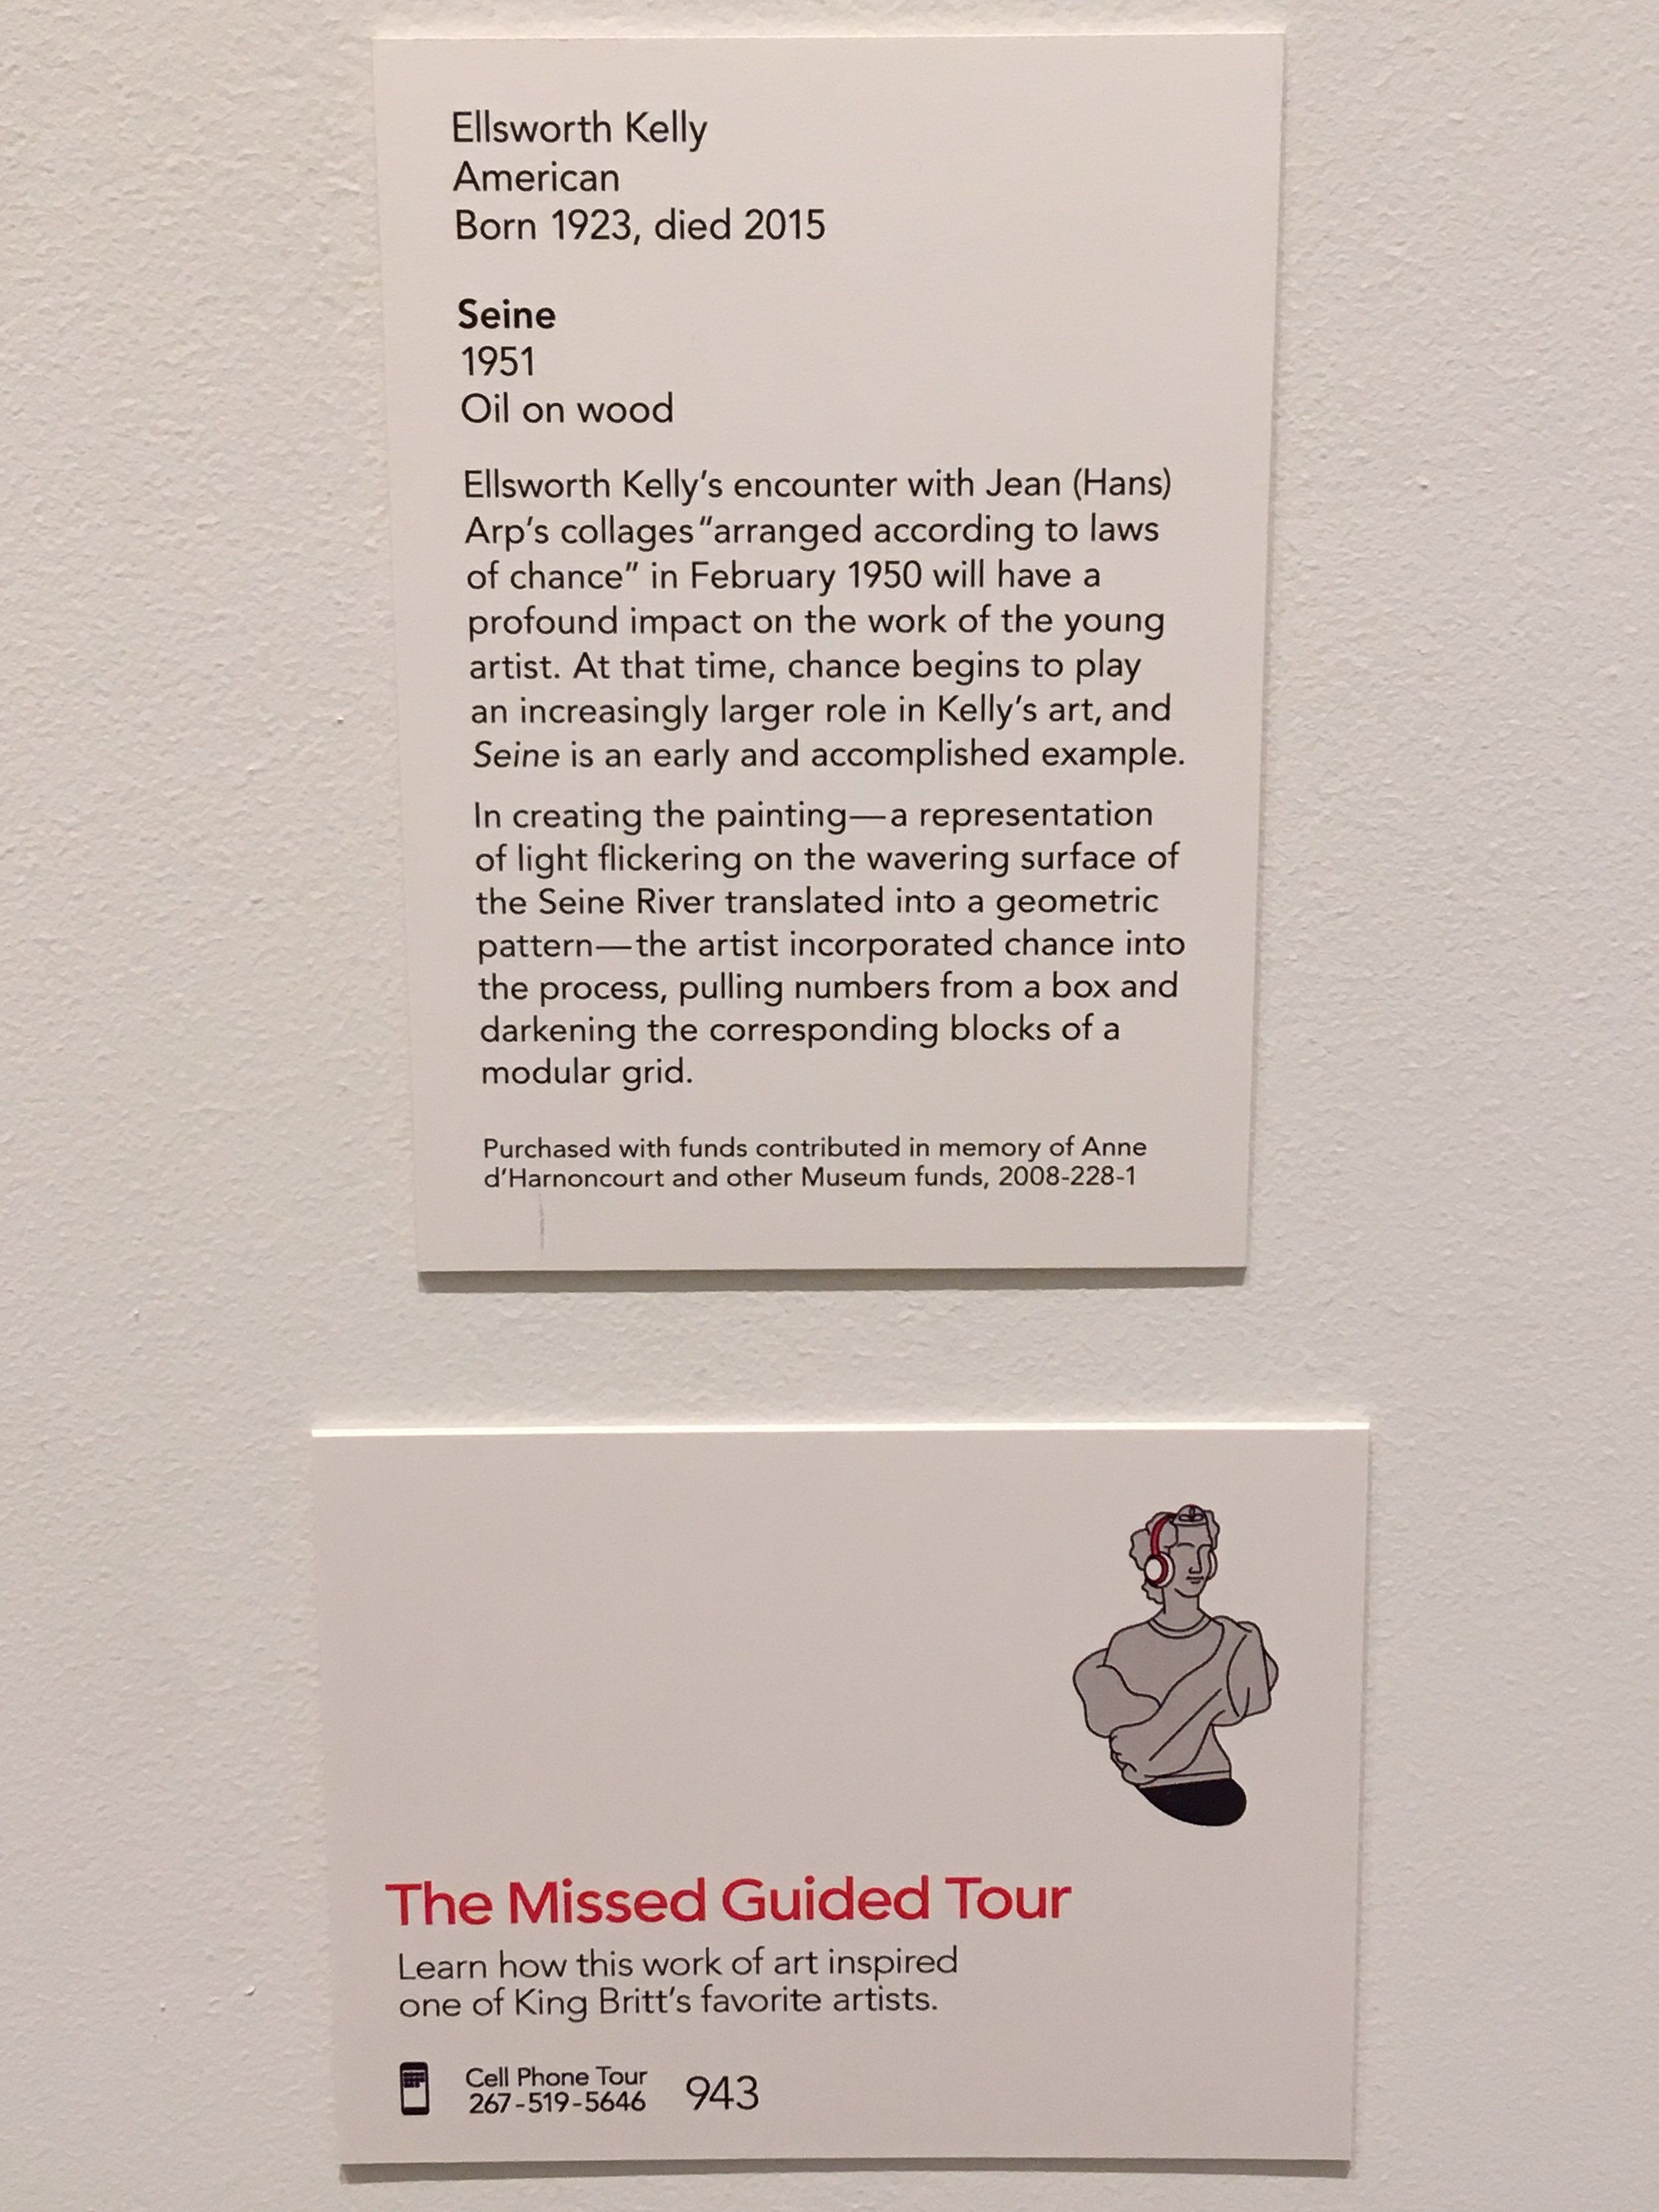 Ellsworth Kelly
American
Born 1923, died 2015
Seine
1951
Oil on wood
Ellsworth Kelly's encounter with Jean (Hans)
Arp's collages "arranged according to laws
of chance" in February 1950 will have a
profound impact on the work of the young
artist. At that time, chance begins to play
an increasingly larger role in Kelly's art, and
Seine is an early and accomplished example.
In creating the painting—a representation
of light flickering on the wavering surface of
the Seine River translated into a geometric
pattern—the artist incorporated chance into
the process, pulling numbers from a box and
darkening the corresponding blocks of a
modular grid.
Purchased with funds contributed in memory of Anne
d'Harnoncourt and other Museum funds, 2008-228-1
The Missed Guided Tour
Learn how this work of art inspired
one of King Britt's favorite artists.
Cell Phone Tour
267-519-5646 943